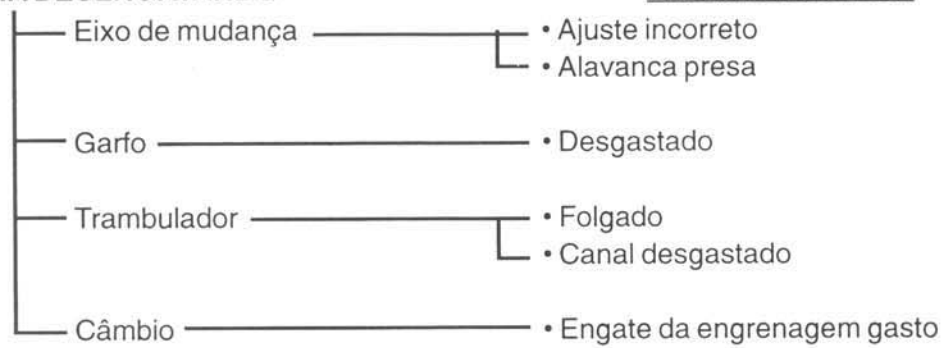 Eixo de mudança • Ajuste incorreto
• Alavanca presa
Garfo • Desgastado
Trambulador • Folgado
• Canal desgastado
Câmbio • Engate da engrenagem gasto